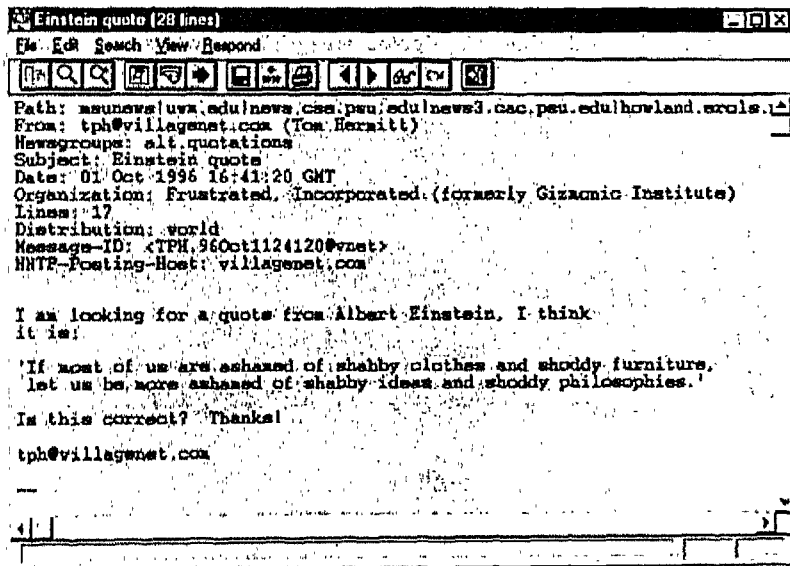 Einstein quote (28 lines)
File Edit Search View Respond
Path: msunews!uwm.edu!news.cse.psu.edu!news3.cac.psu.edu!howland.erols.
From: tph@villagenet.com (Tom Hermitt)
Newsgroups: alt.quotations
Subject: Einstein quote
Date: 01 Oct 1996 16:41:20 GMT
Organization: Frustrated, Incorporated (formerly Gizmonic Institute)
Lines: 17
Distribution: world
Message-ID: <TPH.96Oct1124120@vnet>
NNTP-Posting-Host: villagenet.com
I am looking for a quote from Albert Einstein, I think
it is:
'If most of us are ashamed of shabby clothes and shoddy furniture,
let us be more ashamed of shabby ideas and shoddy philosophies.'
Is this correct? Thanks!
tph@villagenet.com
--